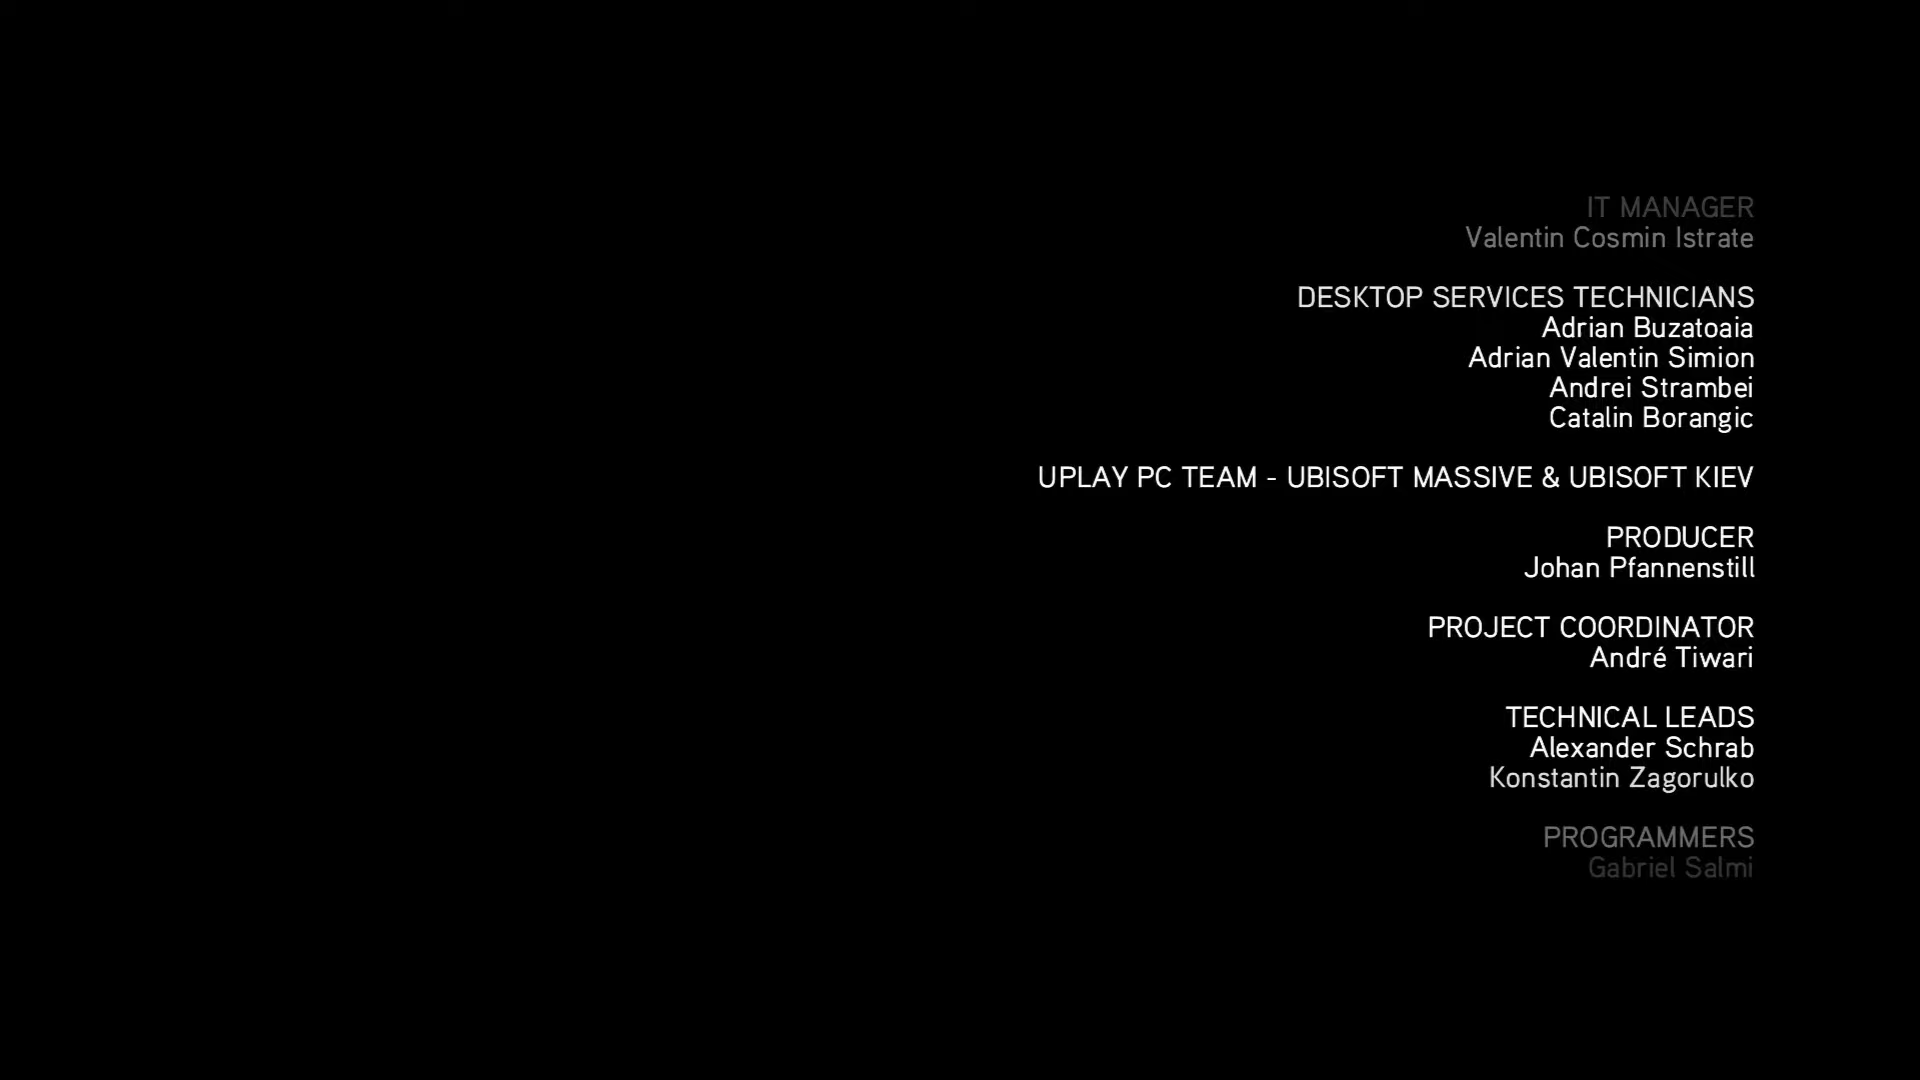 IT MANAGER
Valentin Cosmin Istrate
DESKTOP SERVICES TECHNICIANS
Adrian Buzatoaia
Adrian Valentin Simion
Andrei Strambei
Catalin Borangic
UPLAY PC TEAM - UBISOFT MASSIVE & UBISOFT KIEV
PRODUCER
Johan Pfannenstill
PROJECT COORDINATOR
André Tiwari
TECHNICAL LEADS
Alexander Schrab
Konstantin Zagorulko
PROGRAMMERS
Gabriel Salmi